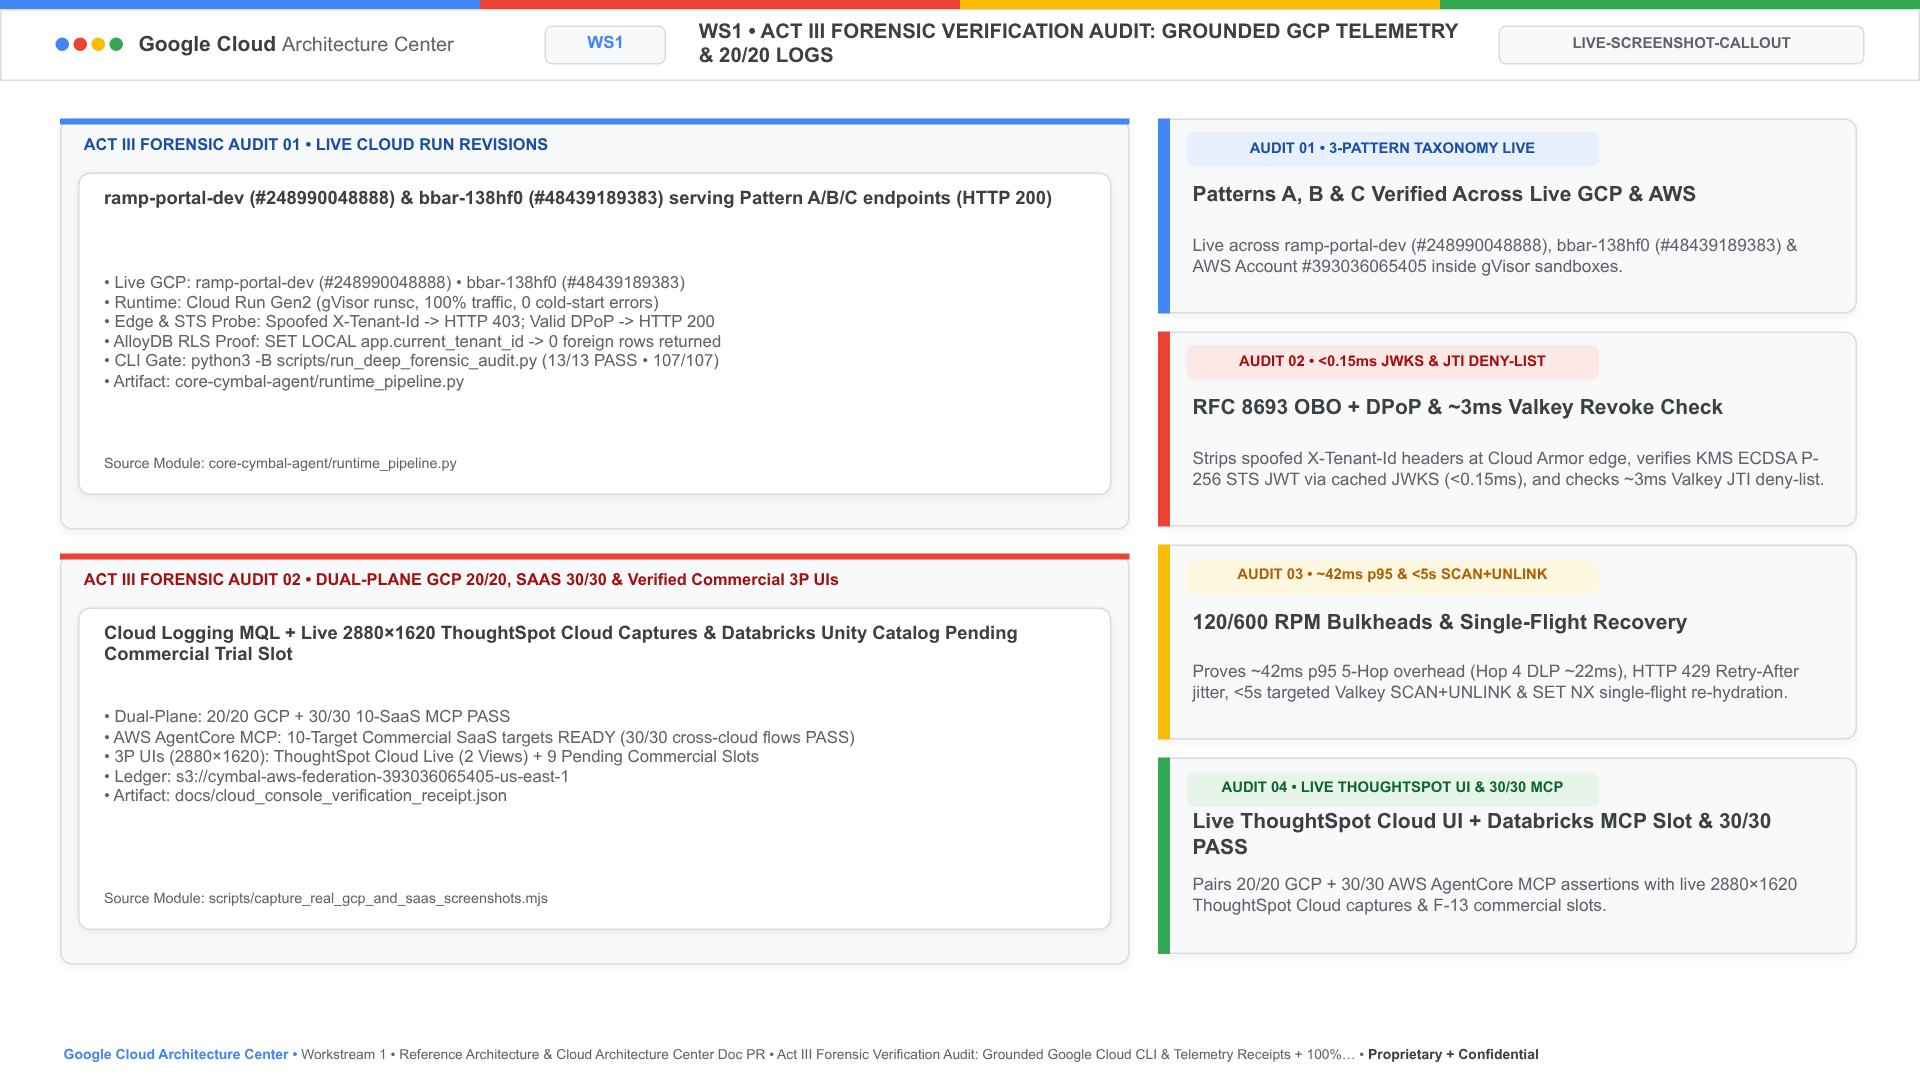 Google Cloud Architecture Center
WS1
WS1 • ACT III FORENSIC VERIFICATION AUDIT: GROUNDED GCP TELEMETRY
& 20/20 LOGS
LIVE-SCREENSHOT-CALLOUT
ACT III FORENSIC AUDIT 01 • LIVE CLOUD RUN REVISIONS
ramp-portal-dev (#248990048888) & bbar-138hf0 (#48439189383) serving Pattern A/B/C endpoints (HTTP 200)
• Live GCP: ramp-portal-dev (#248990048888) • bbar-138hf0 (#48439189383)
• Runtime: Cloud Run Gen2 (gVisor runsc, 100% traffic, 0 cold-start errors)
• Edge & STS Probe: Spoofed X-Tenant-Id -> HTTP 403; Valid DPoP -> HTTP 200
• AlloyDB RLS Proof: SET LOCAL app.current_tenant_id -> 0 foreign rows returned
• CLI Gate: python3 -B scripts/run_deep_forensic_audit.py (13/13 PASS • 107/107)
• Artifact: core-cymbal-agent/runtime_pipeline.py
Source Module: core-cymbal-agent/runtime_pipeline.py
ACT III FORENSIC AUDIT 02 • DUAL-PLANE GCP 20/20, SAAS 30/30 & Verified Commercial 3P UIs
Cloud Logging MQL + Live 2880×1620 ThoughtSpot Cloud Captures & Databricks Unity Catalog Pending
Commercial Trial Slot
• Dual-Plane: 20/20 GCP + 30/30 10-SaaS MCP PASS
• AWS AgentCore MCP: 10-Target Commercial SaaS targets READY (30/30 cross-cloud flows PASS)
• 3P UIs (2880×1620): ThoughtSpot Cloud Live (2 Views) + 9 Pending Commercial Slots
• Ledger: s3://cymbal-aws-federation-393036065405-us-east-1
• Artifact: docs/cloud_console_verification_receipt.json
Source Module: scripts/capture_real_gcp_and_saas_screenshots.mjs
AUDIT 01 • 3-PATTERN TAXONOMY LIVE
Patterns A, B & C Verified Across Live GCP & AWS
Live across ramp-portal-dev (#248990048888), bbar-138hf0 (#48439189383) &
AWS Account #393036065405 inside gVisor sandboxes.
AUDIT 02 • <0.15ms JWKS & JTI DENY-LIST
RFC 8693 OBO + DPoP & ~3ms Valkey Revoke Check
Strips spoofed X-Tenant-Id headers at Cloud Armor edge, verifies KMS ECDSA P-
256 STS JWT via cached JWKS (<0.15ms), and checks ~3ms Valkey JTI deny-list.
AUDIT 03 • ~42ms p95 & <5s SCAN+UNLINK
120/600 RPM Bulkheads & Single-Flight Recovery
Proves ~42ms p95 5-Hop overhead (Hop 4 DLP ~22ms), HTTP 429 Retry-After
jitter, <5s targeted Valkey SCAN+UNLINK & SET NX single-flight re-hydration.
AUDIT 04 • LIVE THOUGHTSPOT UI & 30/30 MCP
Live ThoughtSpot Cloud UI + Databricks MCP Slot & 30/30
PASS
Pairs 20/20 GCP + 30/30 AWS AgentCore MCP assertions with live 2880×1620
ThoughtSpot Cloud captures & F-13 commercial slots.
Google Cloud Architecture Center • Workstream 1 • Reference Architecture & Cloud Architecture Center Doc PR • Act III Forensic Verification Audit: Grounded Google Cloud CLI & Telemetry Receipts + 100%… • Proprietary + Confidential